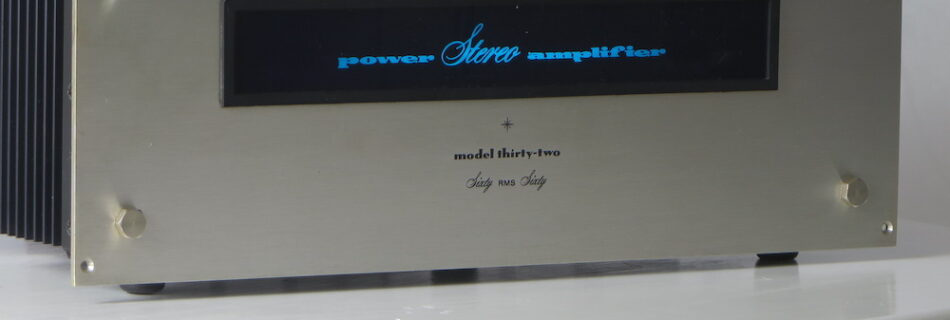 power Stereo amplifier
model thirty-two
Sixty RMS Sixty